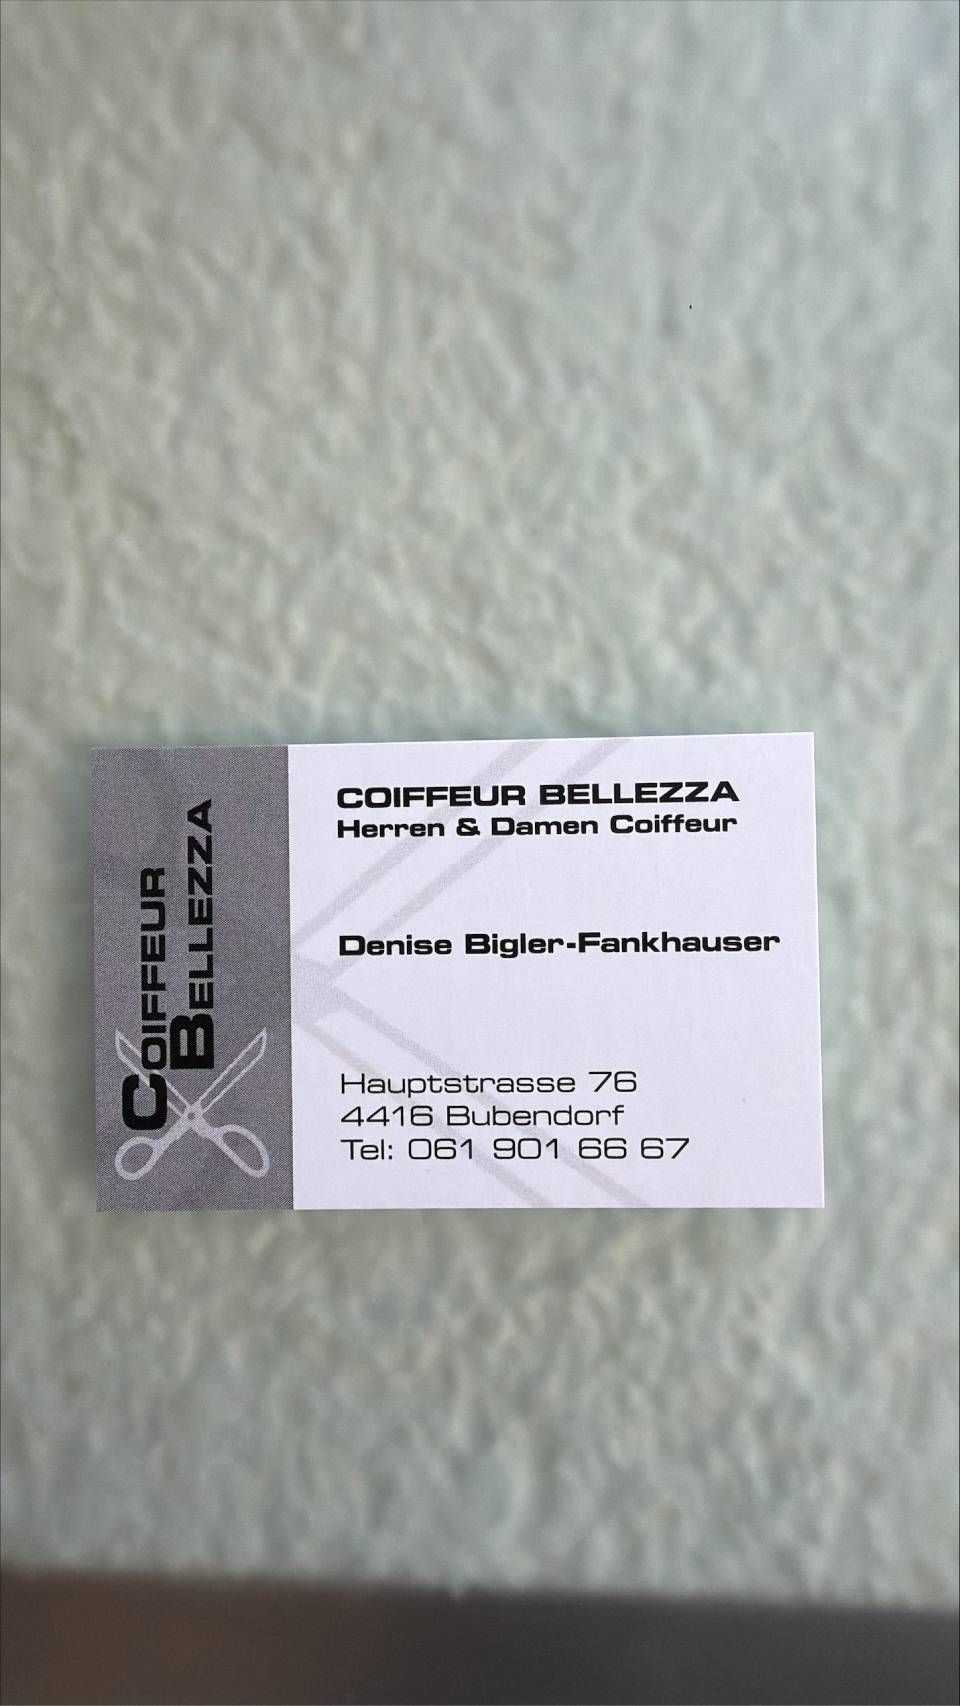 COIFFEUR
BELLEZZA
COIFFEUR BELLEZZA
Herren & Damen Coiffeur
Denise Bigler-Fankhauser
Hauptstrasse 76
4416 Bubendorf
Tel: 061 901 66 67